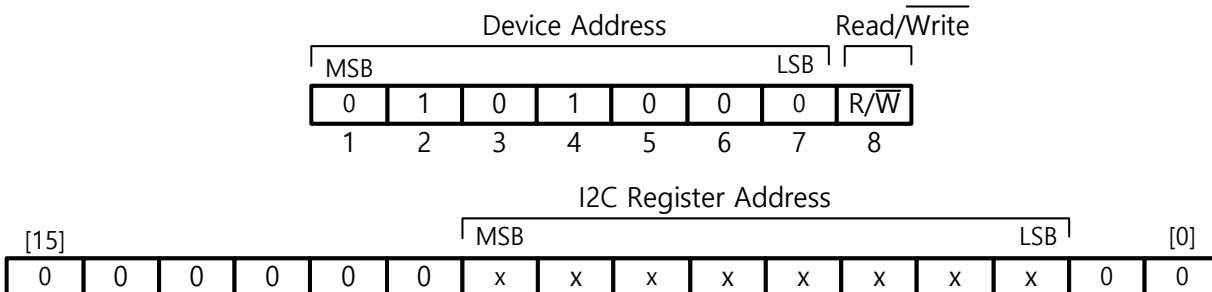 Device Address Read/Write
MSB LSB
0 1 0 1 0 0 0 R/W
1 2 3 4 5 6 7 8
I2C Register Address
[15] MSB LSB [0]
0 0 0 0 0 0 x x x x x x x x 0 0